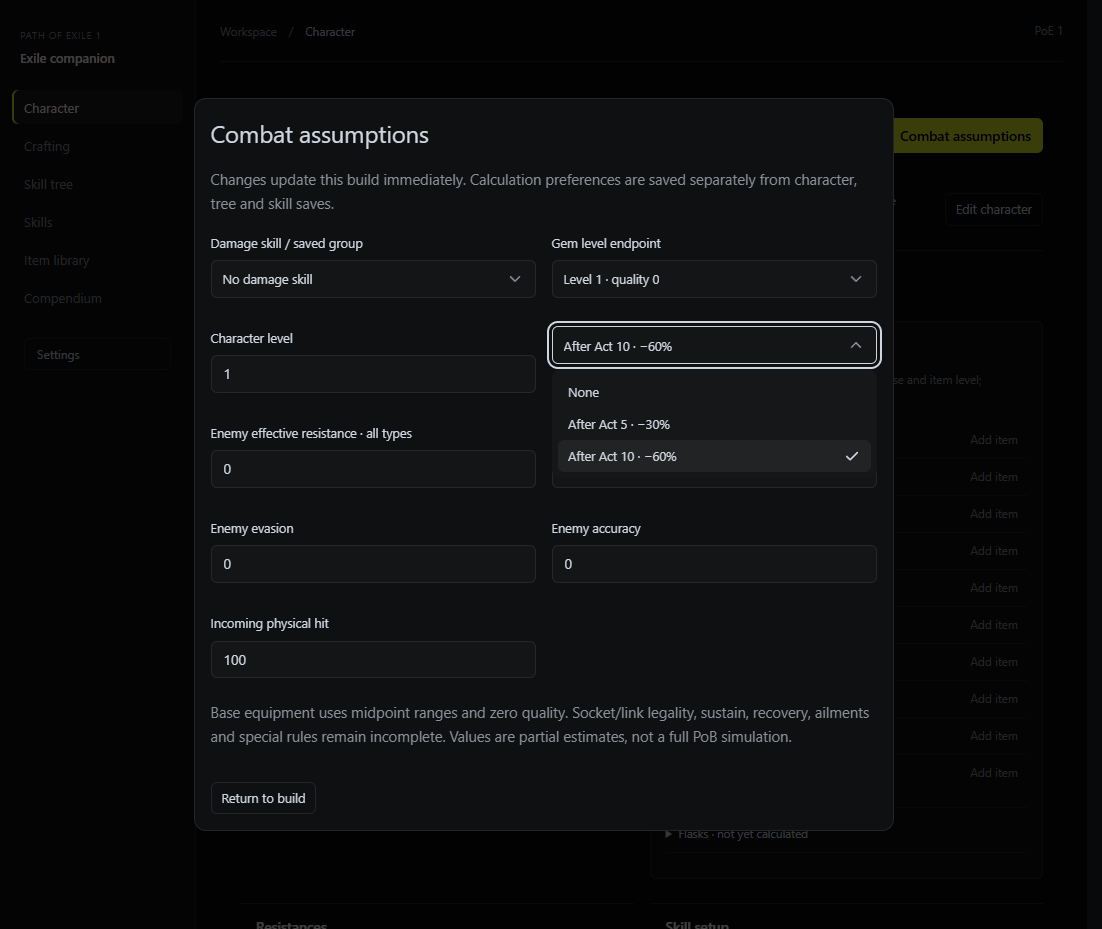 PATH OF EXILE 1
Exile companion
Workspace / Character
PoE 1
Character
Crafting
Skill tree
Skills
Item library
Compendium
Settings
Combat assumptions
Edit character
Combat assumptions
Changes update this build immediately. Calculation preferences are saved separately from character,
tree and skill saves.
Damage skill / saved group
Gem level endpoint
No damage skill
Level 1 · quality 0
Character level
1
After Act 10 · −60%
None
After Act 5 · −30%
After Act 10 · −60%
Enemy effective resistance · all types
0
Enemy evasion
Enemy accuracy
0
0
Incoming physical hit
100
Base equipment uses midpoint ranges and zero quality. Socket/link legality, sustain, recovery, ailments
and special rules remain incomplete. Values are partial estimates, not a full PoB simulation.
Return to build
and item level;
Add item
Add item
Add item
Add item
Add item
Add item
Add item
Add item
Add item
Add item
Flasks · not yet calculated
Resistances
Skill setup